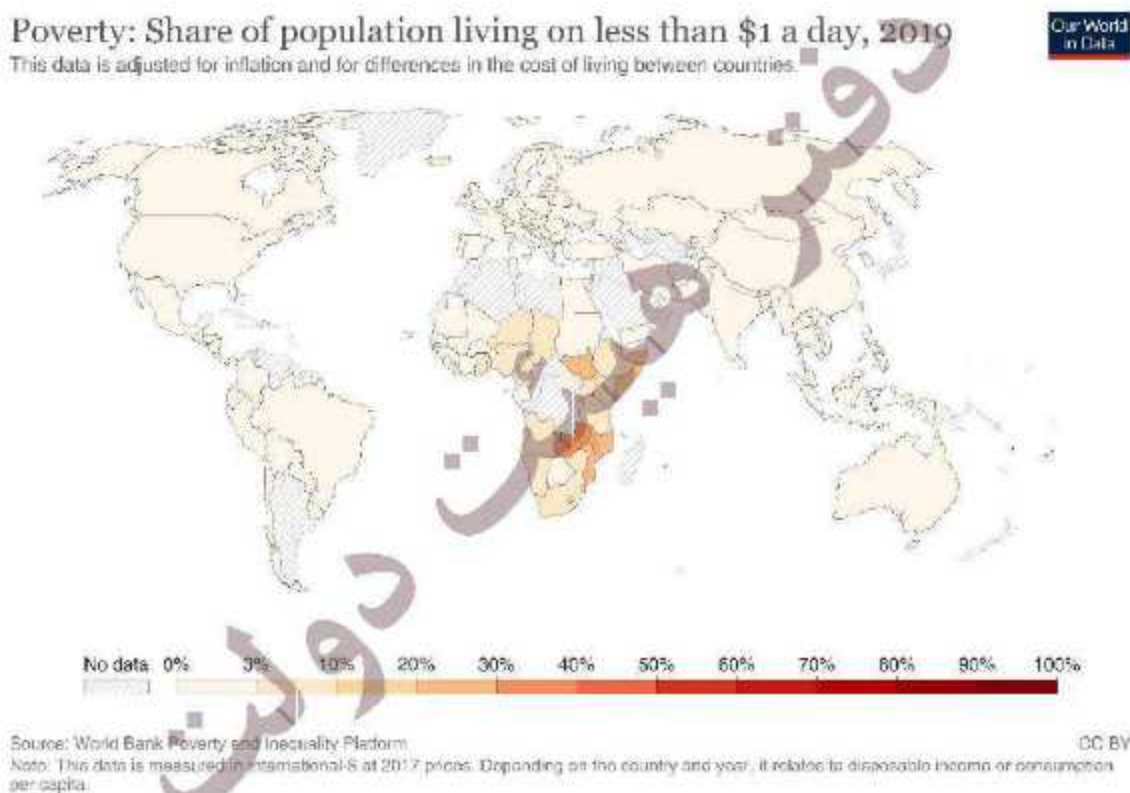 Poverty: Share of population living on less than $1 a day, 2019
Our World
in Data
This data is adjusted for inflation and for differences in the cost of living between countries.
No data 0% 3% 10% 20% 30% 40% 50% 60% 70% 80% 90% 100%
Source: World Bank Poverty and Inequality Platform
CC BY
Note: This data is measured in international-$ at 2017 prices. Depending on the country and year, it relates to disposable income or consumption
per capita.
دفتر هیئت دولت